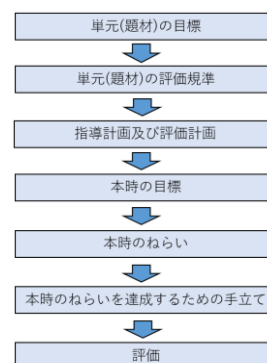 単元(題材)の目標
単元(題材)の評価規準
指導計画及び評価計画
本時の目標
本時のねらい
本時のねらいを達成するための手立て
評価